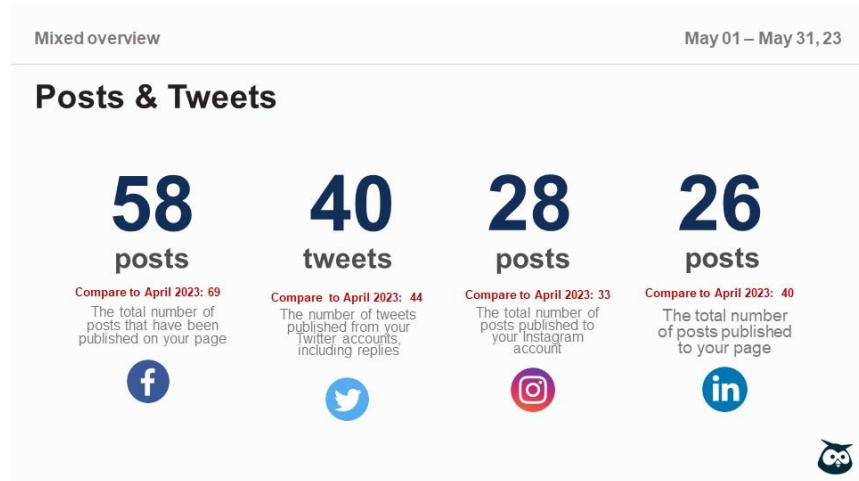 Mixed overview
May 01 – May 31, 23
Posts & Tweets
58
posts
Compare to April 2023: 69
The total number of
posts that have been
published on your page
40
tweets
Compare to April 2023: 44
The number of tweets
published from your
Twitter accounts,
including replies
28
posts
Compare to April 2023: 33
The total number of
posts published to
your Instagram
account
26
posts
Compare to April 2023: 40
The total number
of posts published
to your page
f
in